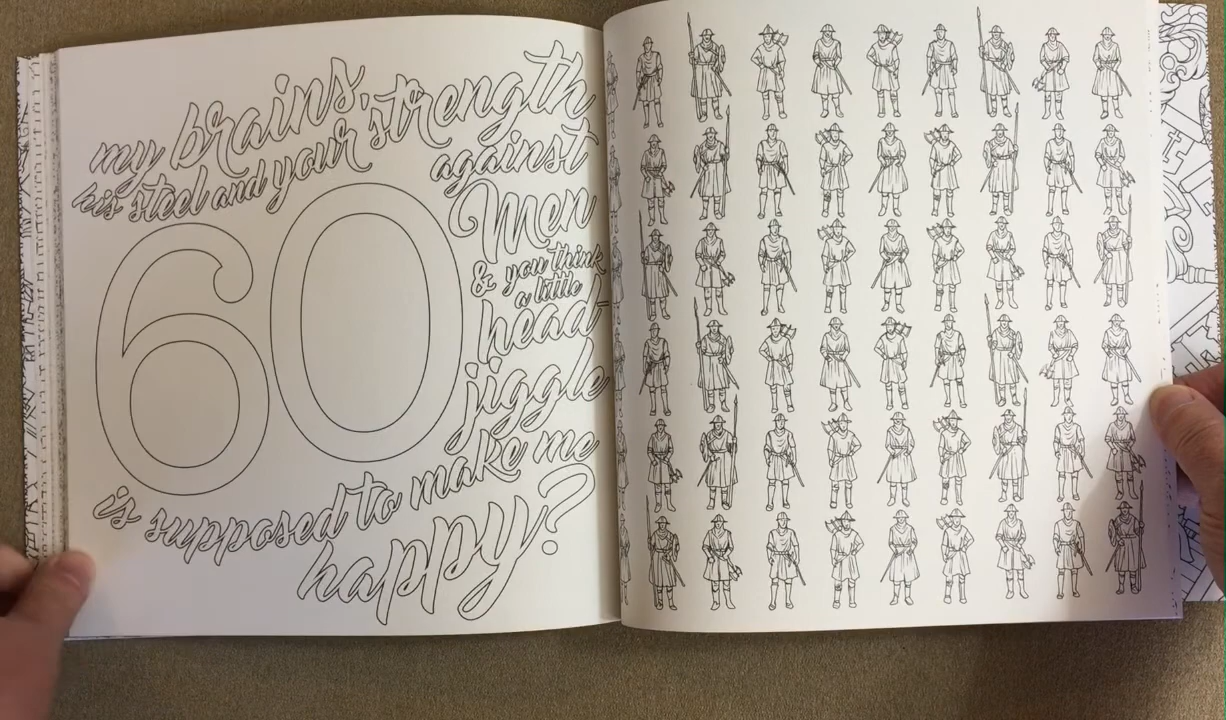 my brains,
his steel and your strength
against
60
Men
& you think
a little
head-
jiggle
is supposed to make me
happy?